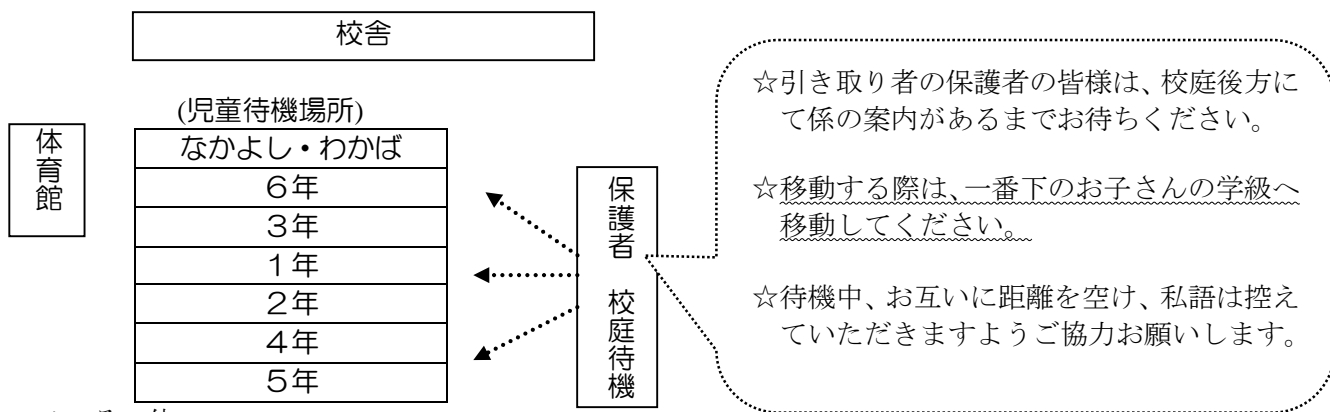 校舎
(児童待機場所)
体育館
なかよし・わかば
６年
３年
１年
２年
４年
５年
保護者 校庭待機
☆引き取り者の保護者の皆様は、校庭後方に
て係の案内があるまでお待ちください。
☆移動する際は、一番下のお子さんの学級へ
移動してください。
☆待機中、お互いに距離を空け、私語は控え
ていただきますようご協力お願いします。